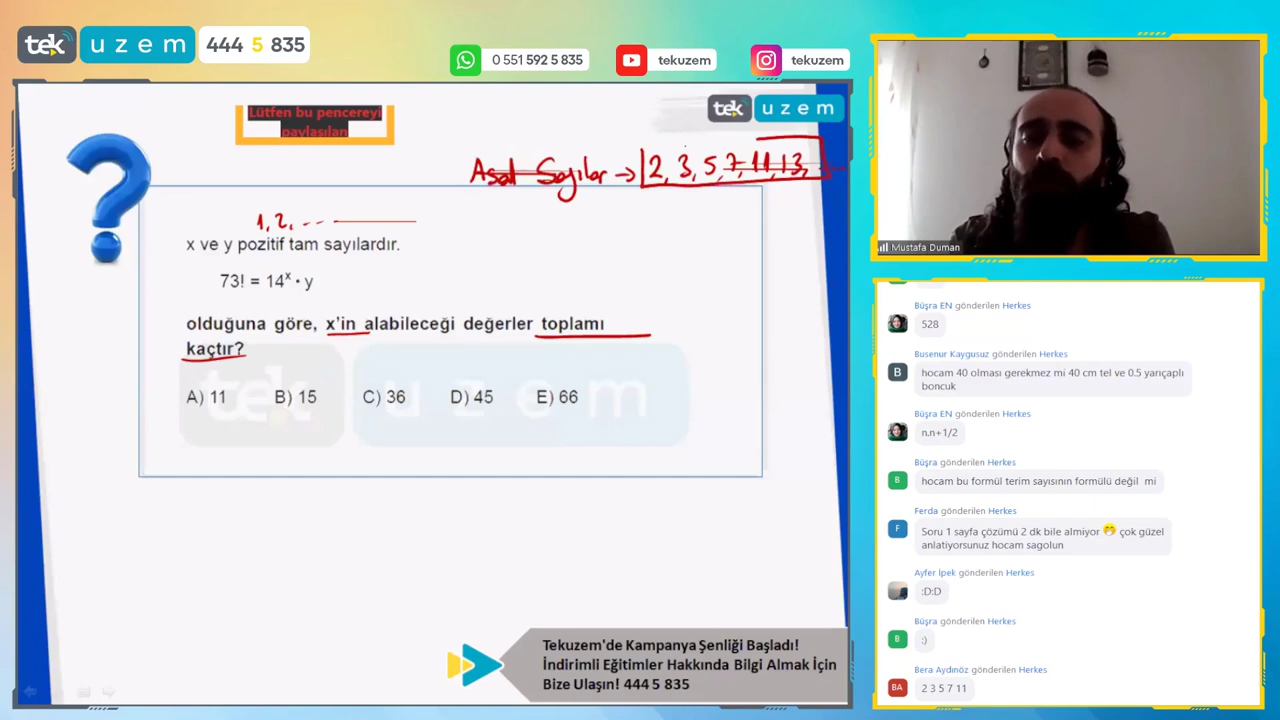 tek uzem 444 5 835
0 551 592 5 835
tekuzem
tekuzem
Lütfen bu pencereyi
paylaşılan
tek uzem
Asal Sayılar → 2, 3, 5, 7, 11, 13,
1, 2, ...
x ve y pozitif tam sayılardır.
73! = 14ˣ · y
olduğuna göre, x'in alabileceği değerler toplamı
kaçtır?
A) 11 B) 15 C) 36 D) 45 E) 66
tek uzem
Tekuzem'de Kampanya Şenliği Başladı!
İndirimli Eğitimler Hakkında Bilgi Almak İçin
Bize Ulaşın! 444 5 835
Mustafa Duman
Büşra EN gönderilen Herkes
528
Busenur Kaygusuz gönderilen Herkes
B
hocam 40 olması gerekmez mi 40 cm tel ve 0.5 yarıçaplı
boncuk
Büşra EN gönderilen Herkes
n.n+1/2
Büşra gönderilen Herkes
B
hocam bu formül terim sayısının formülü değil mi
Ferda gönderilen Herkes
F
Soru 1 sayfa çözümü 2 dk bile almiyor 🤭 çok güzel
anlatiyorsunuz hocam sagolun
Ayfer İpek gönderilen Herkes
:D:D
Büşra gönderilen Herkes
B
:)
Bera Aydınöz gönderilen Herkes
BA
2 3 5 7 11